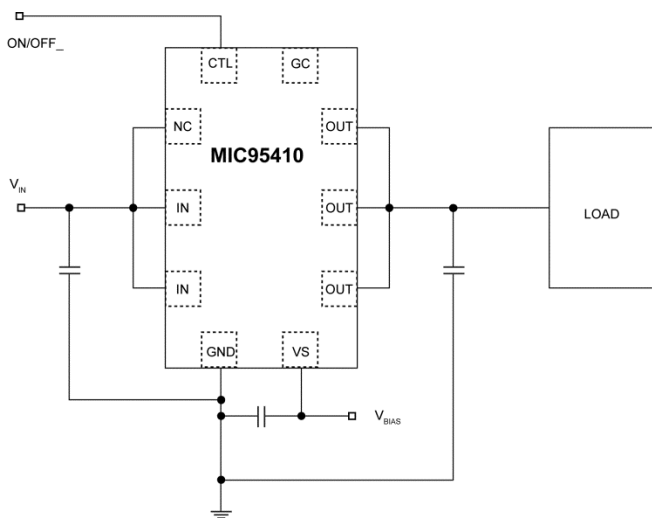 ON/OFF_
CTL
GC
NC
OUT
MIC95410
V_IN
IN
OUT
LOAD
IN
OUT
GND
VS
V_BIAS